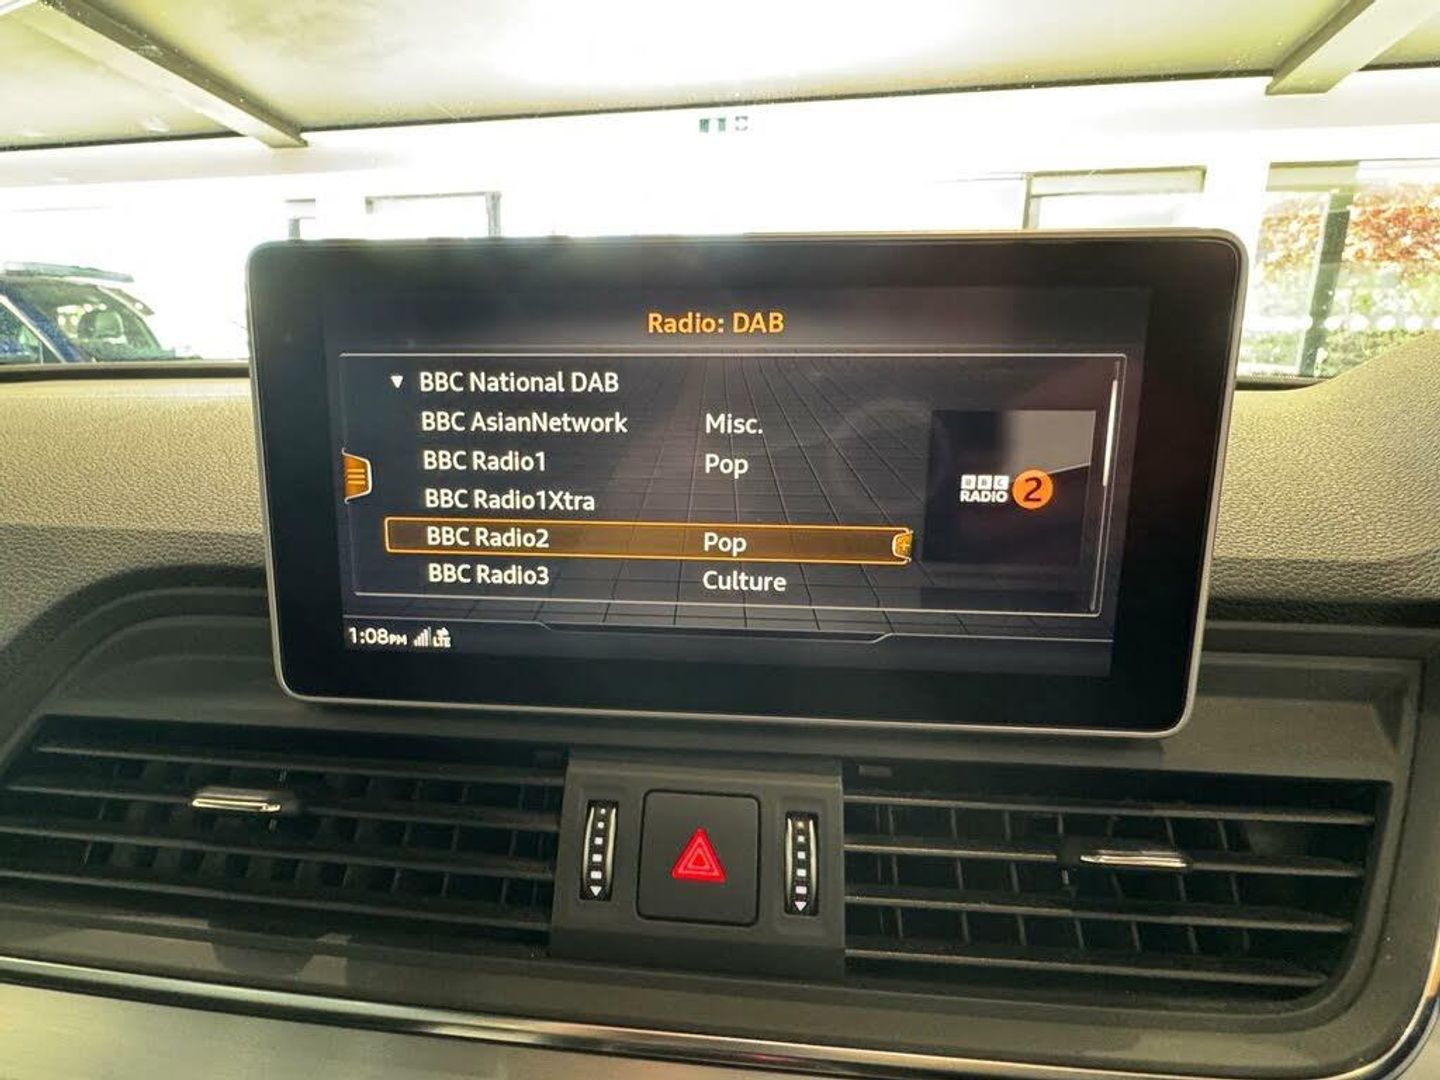 Radio: DAB
BBC National DAB
BBC AsianNetwork Misc.
BBC Radio1 Pop
BBC Radio1Xtra
BBC Radio2 Pop
BBC Radio3 Culture
BBC
RADIO 2
1:08PM LTE